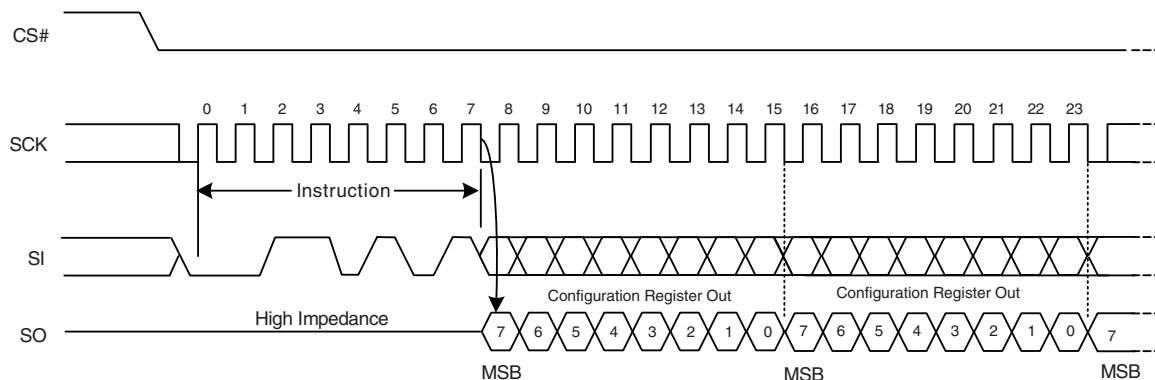 CS#
0 1 2 3 4 5 6 7 8 9 10 11 12 13 14 15 16 17 18 19 20 21 22 23
SCK
Instruction
SI
Configuration Register Out Configuration Register Out
High Impedance
SO
7 6 5 4 3 2 1 0 7 6 5 4 3 2 1 0 7
MSB MSB MSB